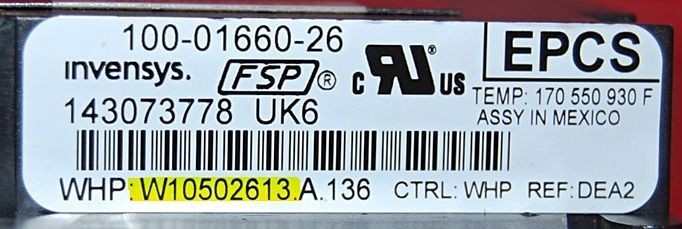 100-01660-26
EPCS
invensys. FSP® c RU® US
TEMP: 170 550 930 F
143073778 UK6
ASSY IN MEXICO
WHP:W10502613.A.136 CTRL:WHP REF:DEA2